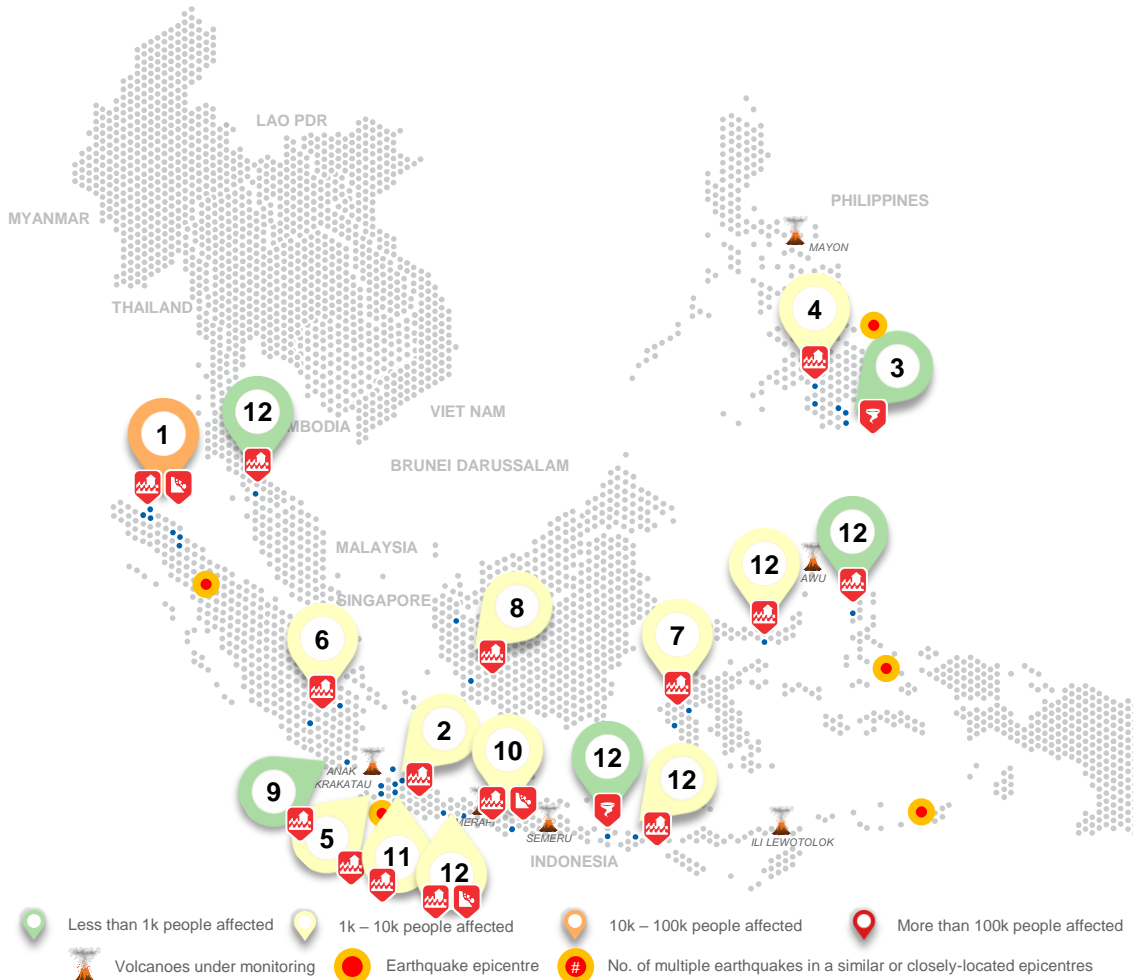 LAO PDR
MYANMAR
PHILIPPINES
MAYON
THAILAND
4
3
12
MBODIA
VIET NAM
1
BRUNEI DARUSSALAM
MALAYSIA
12
12
AWU
SINGAPORE
8
6
7
2
10
12
12
ANAK
KRAKATAU
9
MERAPI
SEMERU
ILI LEWOTOLOK
5
11
12
INDONESIA
Less than 1k people affected
1k – 10k people affected
10k – 100k people affected
More than 100k people affected
Volcanoes under monitoring
Earthquake epicentre
#
No. of multiple earthquakes in a similar or closely-located epicentres